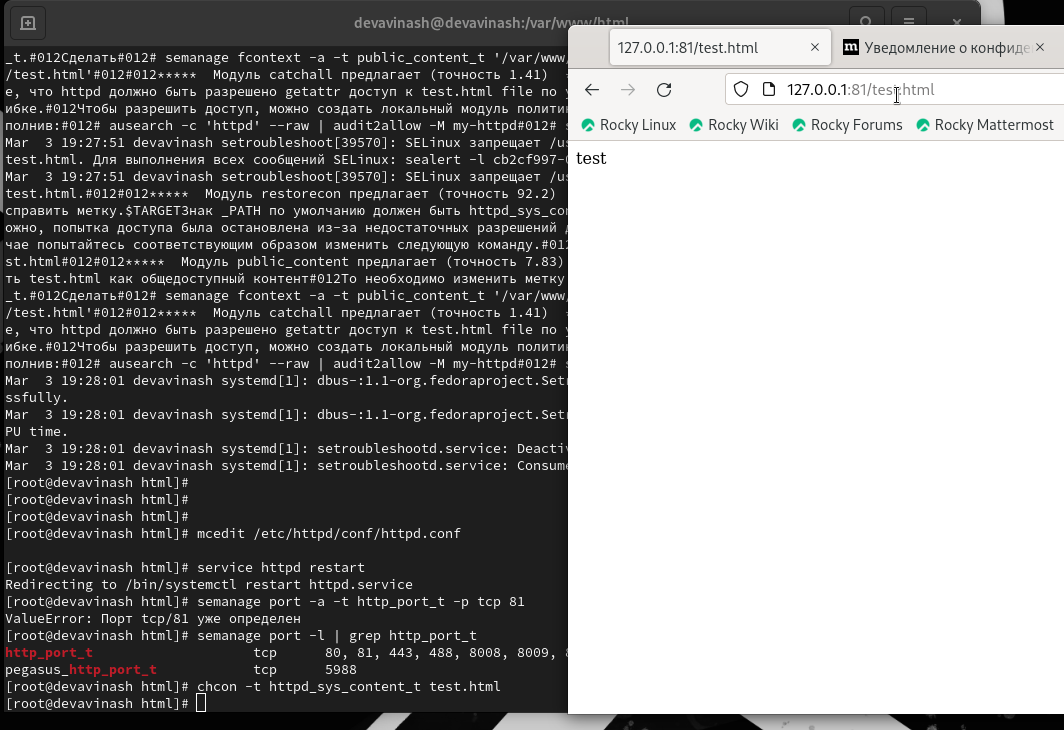 devavinash@devavinash:/var/www/html
_t.#012Сделать#012# semanage fcontext -a -t public_content_t '/var/www/
/test.html'#012#012***** Модуль catchall предлагает (точность 1.41)
е, что httpd должно быть разрешено getattr доступ к test.html file по у
ибке.#012Чтобы разрешить доступ, можно создать локальный модуль политик
полнив:#012# ausearch -c 'httpd' --raw | audit2allow -M my-httpd#012# s
Mar  3 19:27:51 devavinash setroubleshoot[39570]: SELinux запрещает /us
test.html. Для выполнения всех сообщений SELinux: sealert -l cb2cf997-
Mar  3 19:27:51 devavinash setroubleshoot[39570]: SELinux запрещает /us
test.html.#012#012***** Модуль restorecon предлагает (точность 92.2)
справить метку.$TARGETЗнак _PATH по умолчанию должен быть httpd_sys_con
ожно, попытка доступа была остановлена из-за недостаточных разрешений д
чае попытайтесь соответствующим образом изменить следующую команду.#012
st.html#012#012***** Модуль public_content предлагает (точность 7.83)
ть test.html как общедоступный контент#012То необходимо изменить метку
_t.#012Сделать#012# semanage fcontext -a -t public_content_t '/var/www/
/test.html'#012#012***** Модуль catchall предлагает (точность 1.41)
е, что httpd должно быть разрешено getattr доступ к test.html file по у
ибке.#012Чтобы разрешить доступ, можно создать локальный модуль политик
полнив:#012# ausearch -c 'httpd' --raw | audit2allow -M my-httpd#012# s
Mar  3 19:28:01 devavinash systemd[1]: dbus-:1.1-org.fedoraproject.Setr
ssfully.
Mar  3 19:28:01 devavinash systemd[1]: dbus-:1.1-org.fedoraproject.Setr
PU time.
Mar  3 19:28:01 devavinash systemd[1]: setroubleshootd.service: Deactiv
Mar  3 19:28:01 devavinash systemd[1]: setroubleshootd.service: Consume
[root@devavinash html]#
[root@devavinash html]#
[root@devavinash html]#
[root@devavinash html]# mcedit /etc/httpd/conf/httpd.conf
[root@devavinash html]# service httpd restart
Redirecting to /bin/systemctl restart httpd.service
[root@devavinash html]# semanage port -a -t http_port_t -p tcp 81
ValueError: Порт tcp/81 уже определен
[root@devavinash html]# semanage port -l | grep http_port_t
http_port_t                    tcp      80, 81, 443, 488, 8008, 8009,
pegasus_http_port_t            tcp      5988
[root@devavinash html]# chcon -t httpd_sys_content_t test.html
[root@devavinash html]#
127.0.0.1:81/test.html
m Уведомление о конфиде
127.0.0.1:81/test.html
Rocky Linux Rocky Wiki Rocky Forums Rocky Mattermost
test